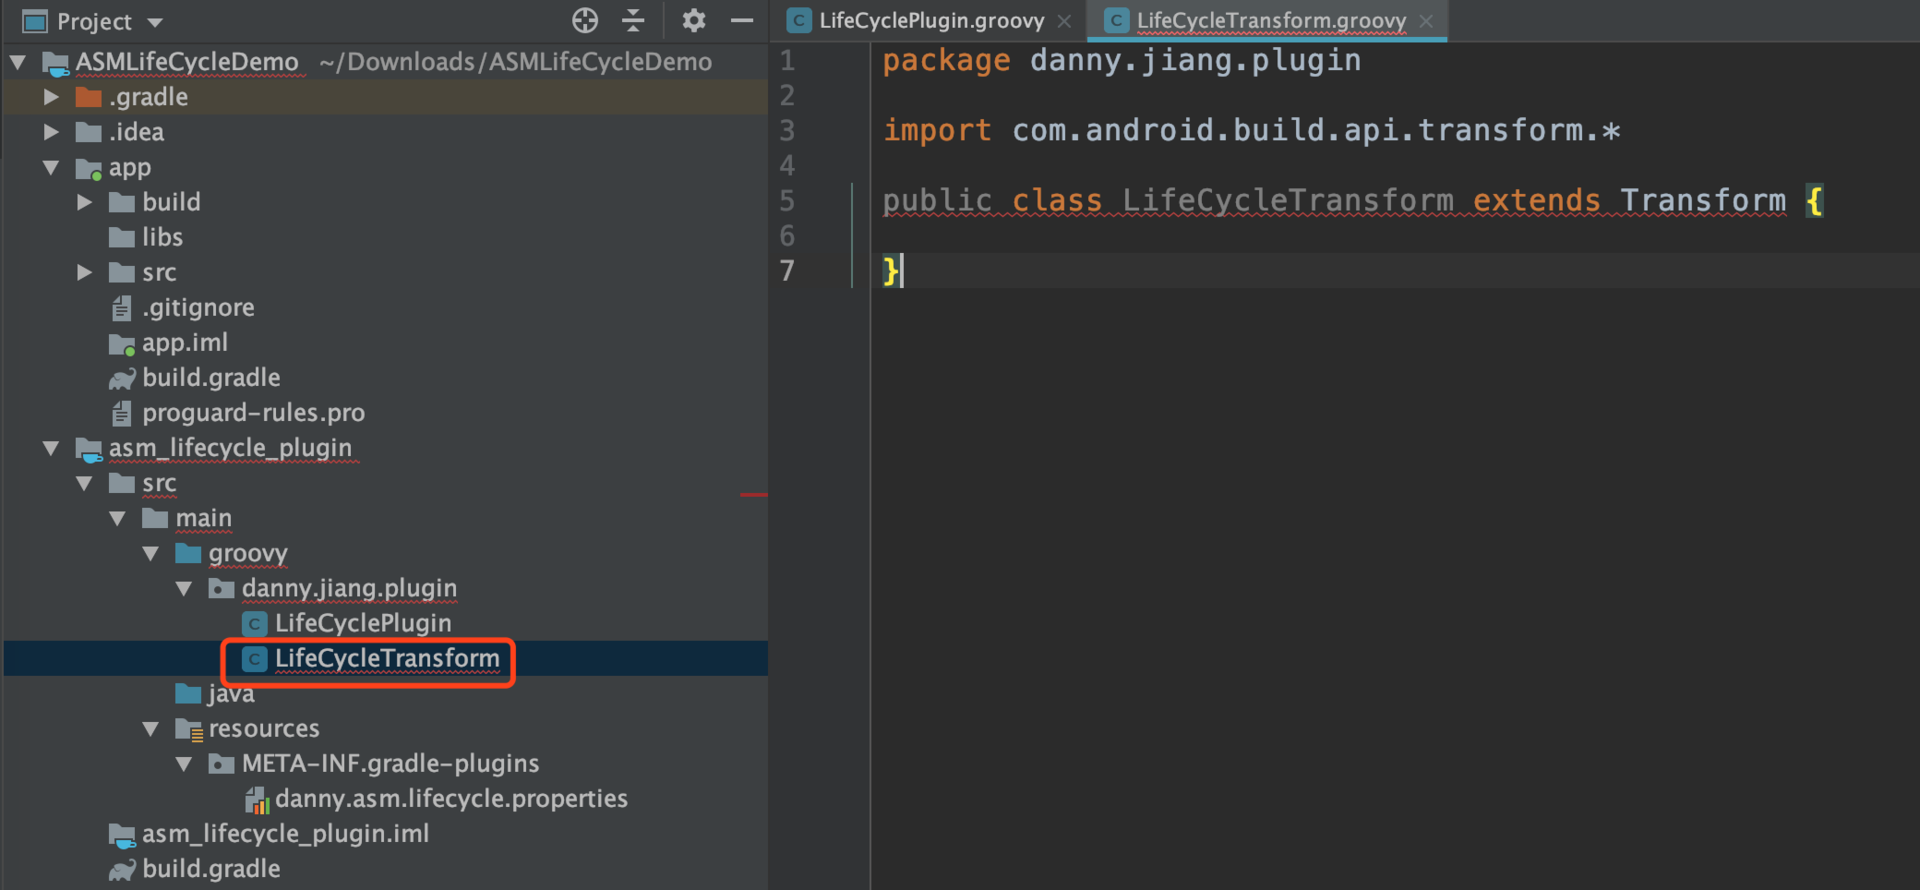 Project
ASMLifeCycleDemo ~/Downloads/ASMLifeCycleDemo
.gradle
.idea
app
build
libs
src
.gitignore
app.iml
build.gradle
proguard-rules.pro
asm_lifecycle_plugin
src
main
groovy
danny.jiang.plugin
LifeCyclePlugin
LifeCycleTransform
java
resources
META-INF.gradle-plugins
danny.asm.lifecycle.properties
asm_lifecycle_plugin.iml
build.gradle
LifeCyclePlugin.groovy
LifeCycleTransform.groovy
1 package danny.jiang.plugin
2
3 import com.android.build.api.transform.*
4
5 public class LifeCycleTransform extends Transform {
6
7 }